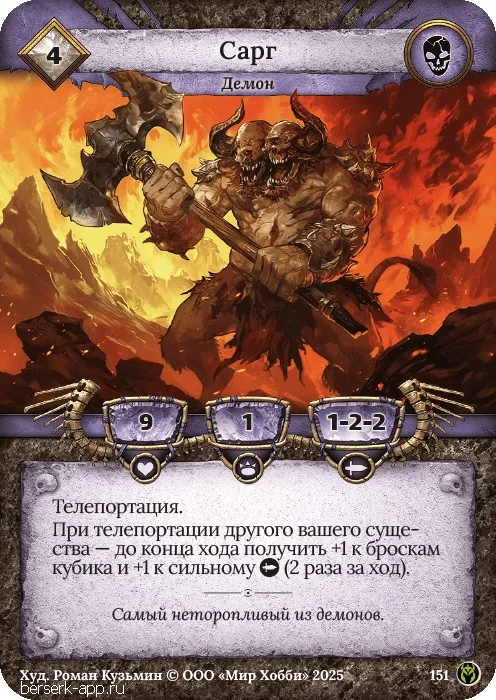 4
Сарг
Демон
9
1
1-2-2
Телепортация.
При телепортации другого вашего суще-
ства — до конца хода получить +1 к броскам
кубика и +1 к сильному (2 раза за ход).
Самый неторопливый из демонов.
Худ. Роман Кузьмин © ООО «Мир Хобби» 2025
151
berserk-app.ru